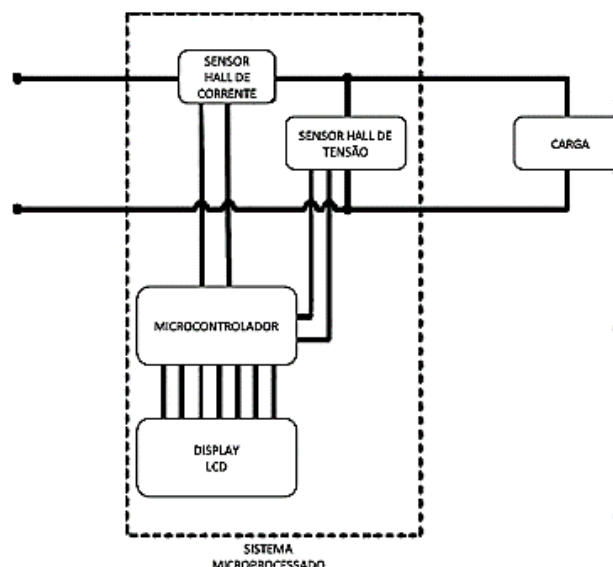 SENSOR
HALL DE
CORRENTE
SENSOR HALL DE
TENSÃO
CARGA
MICROCONTROLADOR
DISPLAY
LCD
SISTEMA
MICROPROCESSADO